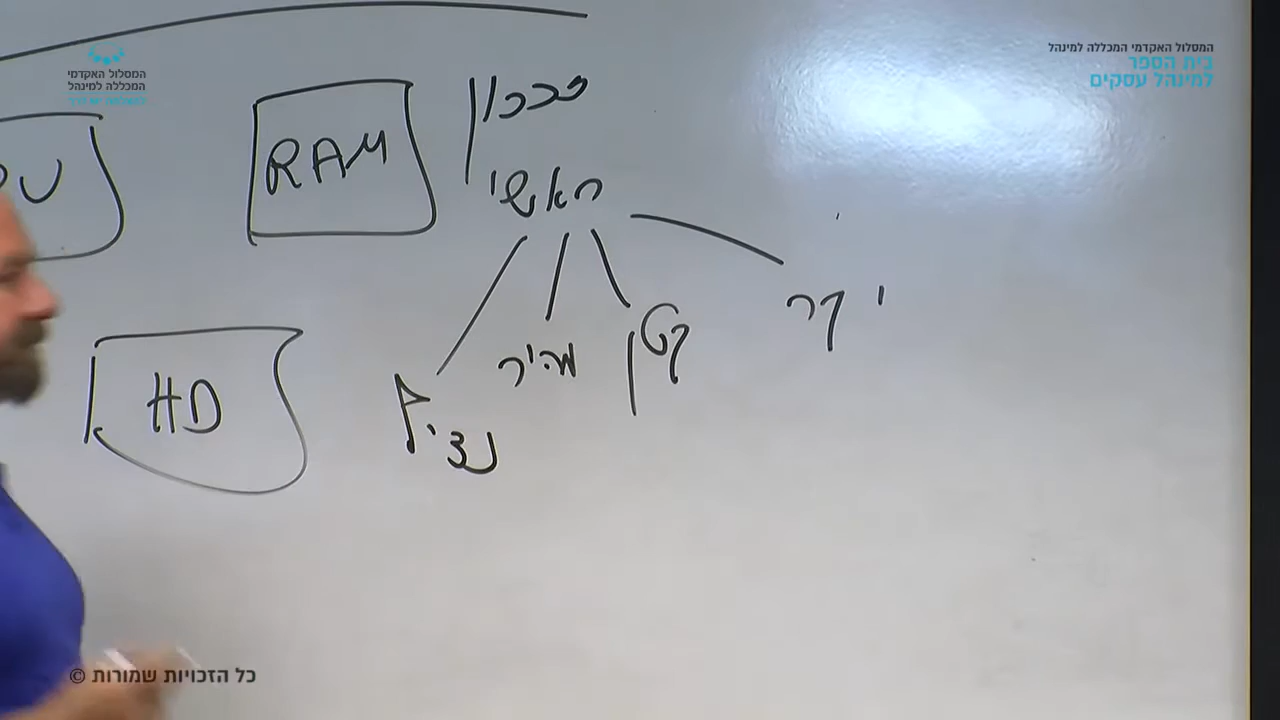 המסלול האקדמי המכללה למינהל
בית הספר
למינהל עסקים
המסלול האקדמי
המכללה למינהל
RAM
זכרון
ראשי
יקר
קטן
מהיר
נדיף
HD
© כל הזכויות שמורות